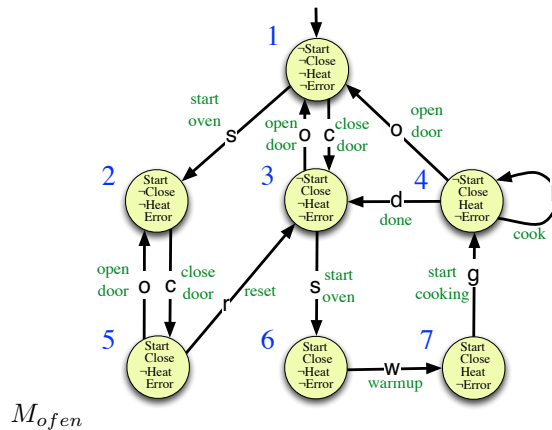 1
¬Start
¬Close
¬Heat
¬Error
start
oven
s
open
door
o
c
close
door
o
open
door
2
Start
¬Close
¬Heat
Error
3
¬Start
Close
¬Heat
¬Error
4
¬Start
Close
Heat
¬Error
d
done
cook
open
door
o
c
close
door
r
reset
s
start
oven
start
cooking
g
5
Start
Close
¬Heat
Error
6
Start
Close
¬Heat
¬Error
w
warmup
7
Start
Close
Heat
¬Error
M_{ofen}